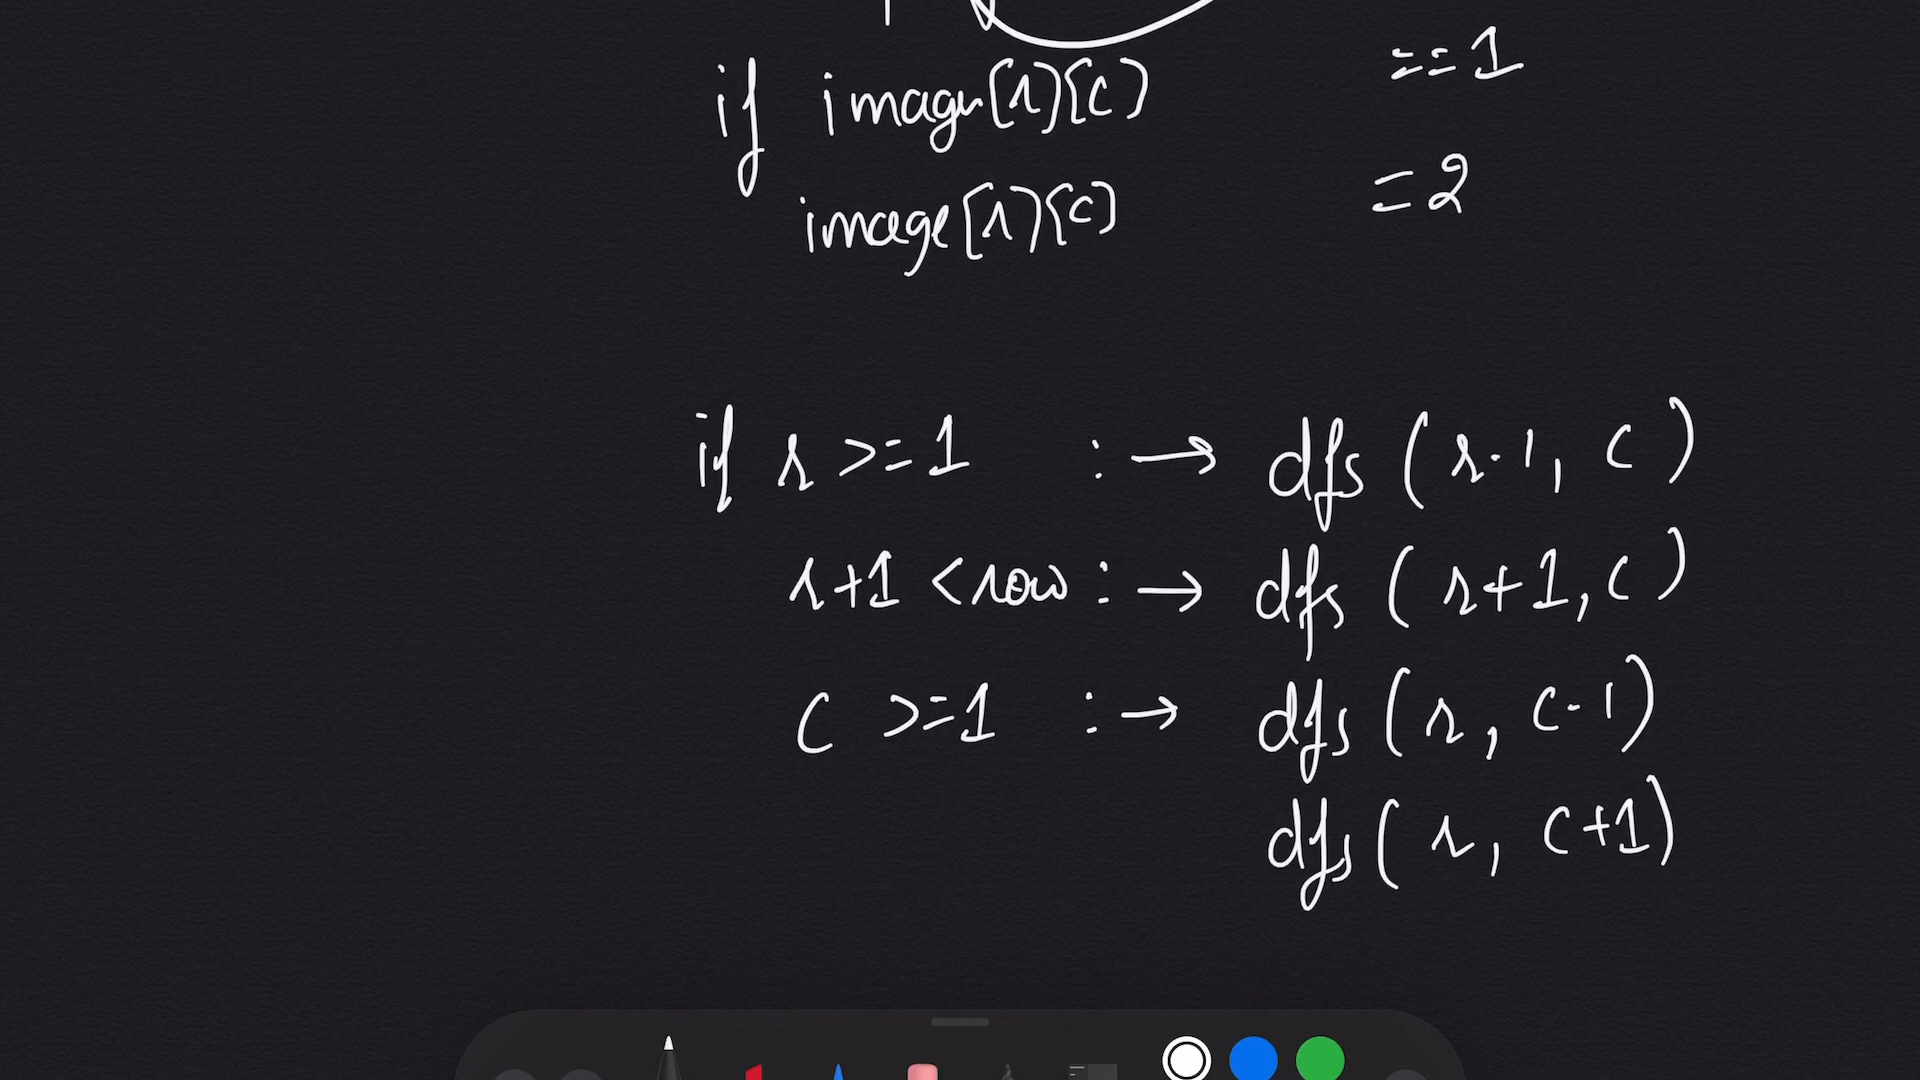 if image[r][c] ==1
image[r][c] =2
if r >=1 :→ dfs (r-1, c)
r+1 <row :→ dfs (r+1, c)
c >=1 :→ dfs (r, c-1)
dfs (r, c+1)